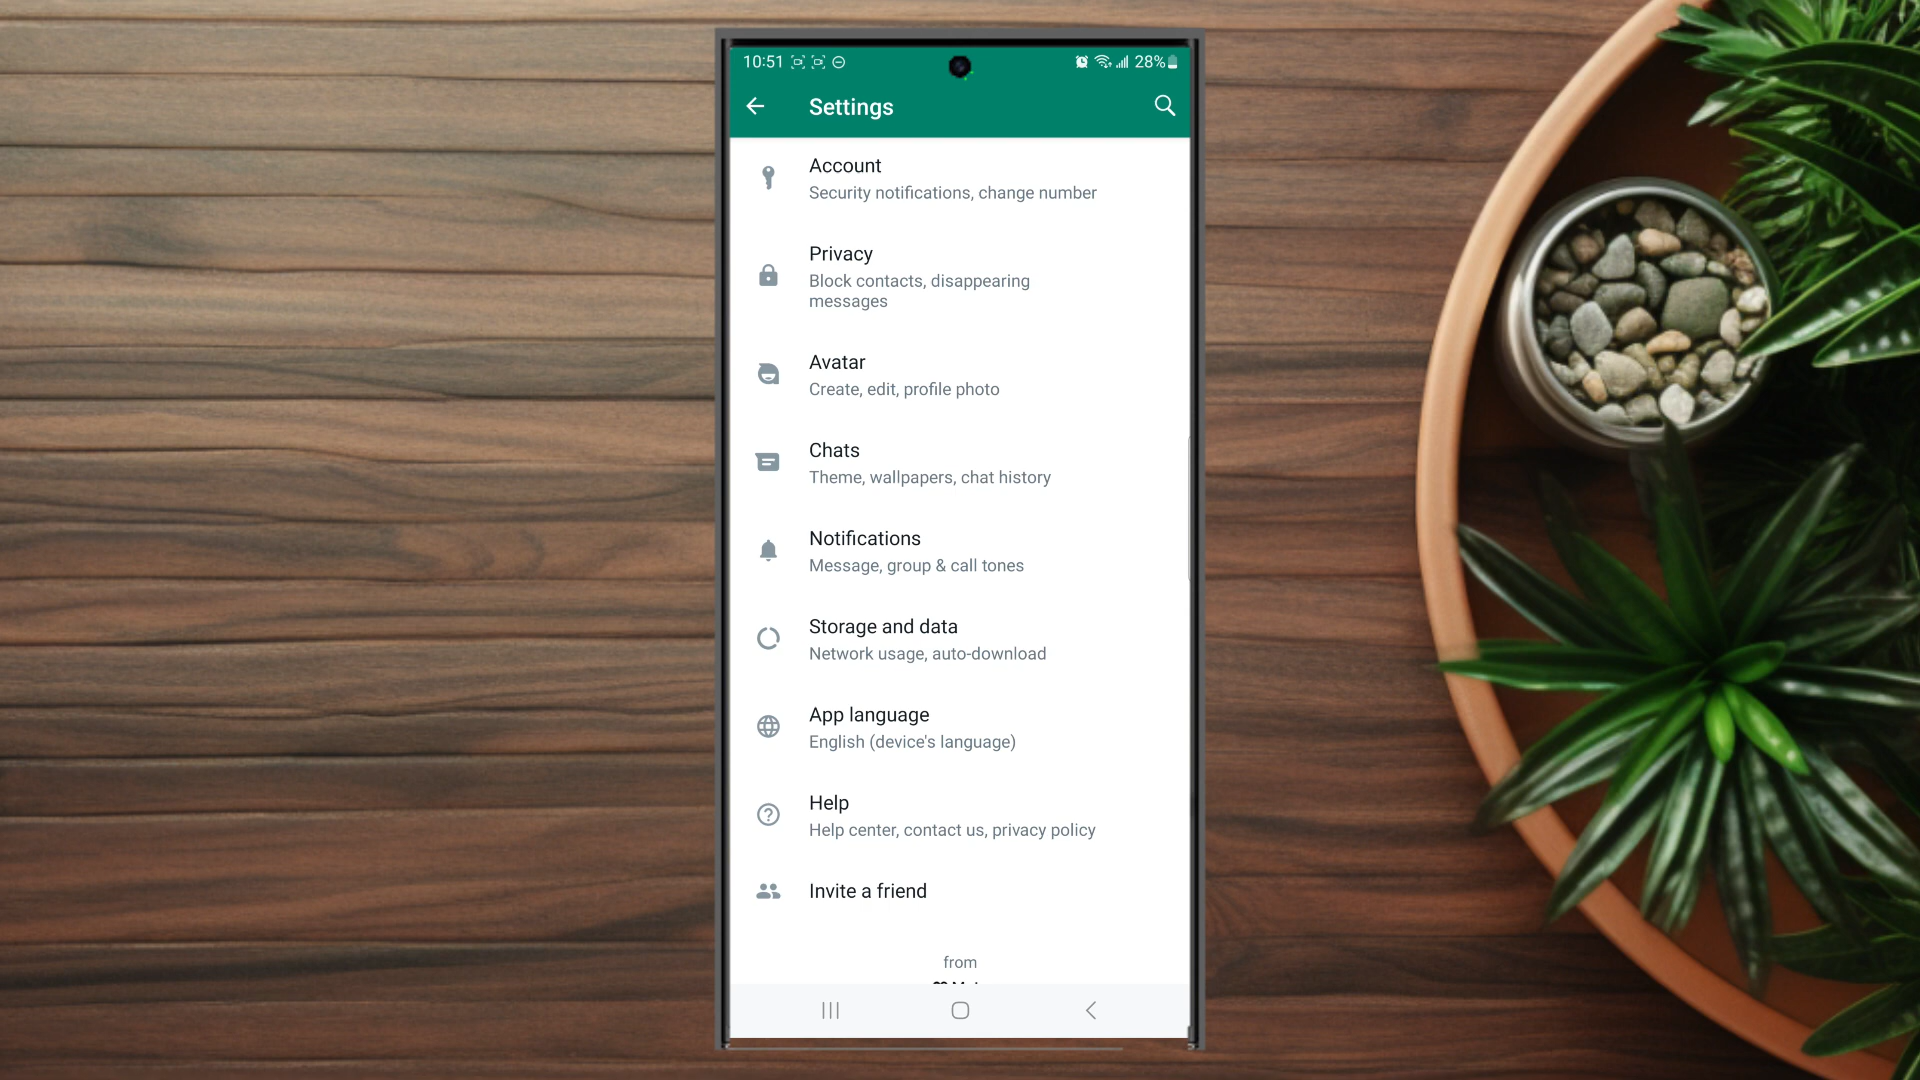 10:51
28%
Settings
Account
Security notifications, change number
Privacy
Block contacts, disappearing
messages
Avatar
Create, edit, profile photo
Chats
Theme, wallpapers, chat history
Notifications
Message, group & call tones
Storage and data
Network usage, auto-download
App language
English (device's language)
Help
Help center, contact us, privacy policy
Invite a friend
from